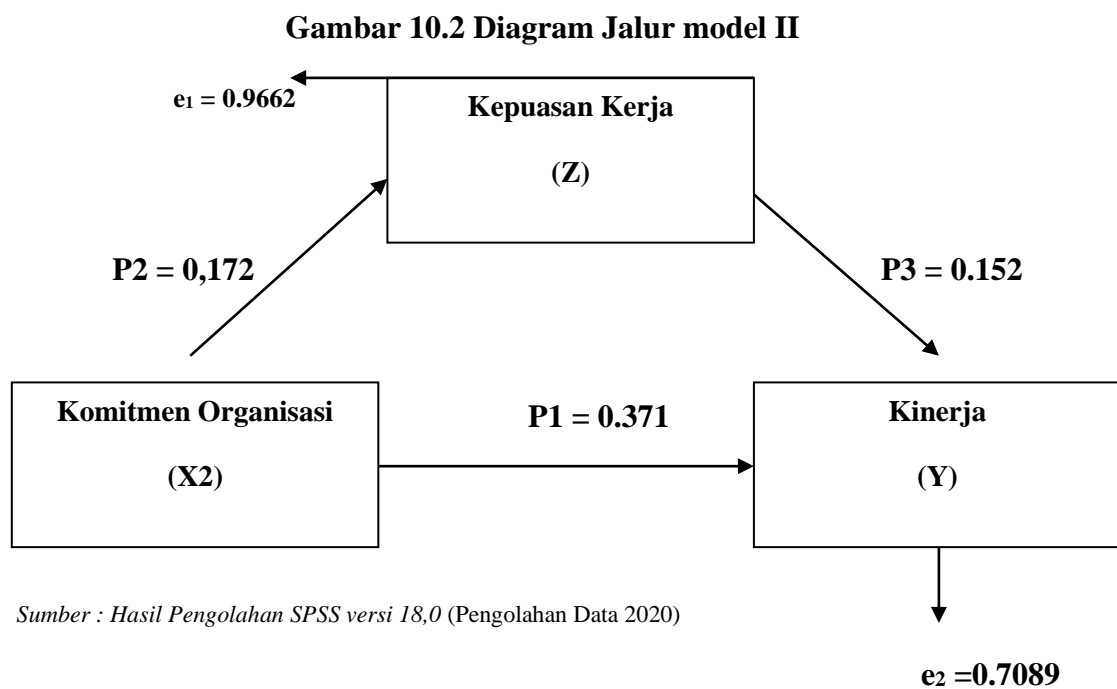 Gambar 10.2 Diagram Jalur model II
e1 = 0.9662
Kepuasan Kerja
(Z)
P2 = 0,172
P3 = 0.152
Komitmen Organisasi
(X2)
P1 = 0.371
Kinerja
(Y)
Sumber : Hasil Pengolahan SPSS versi 18,0 (Pengolahan Data 2020)
e2 =0.7089